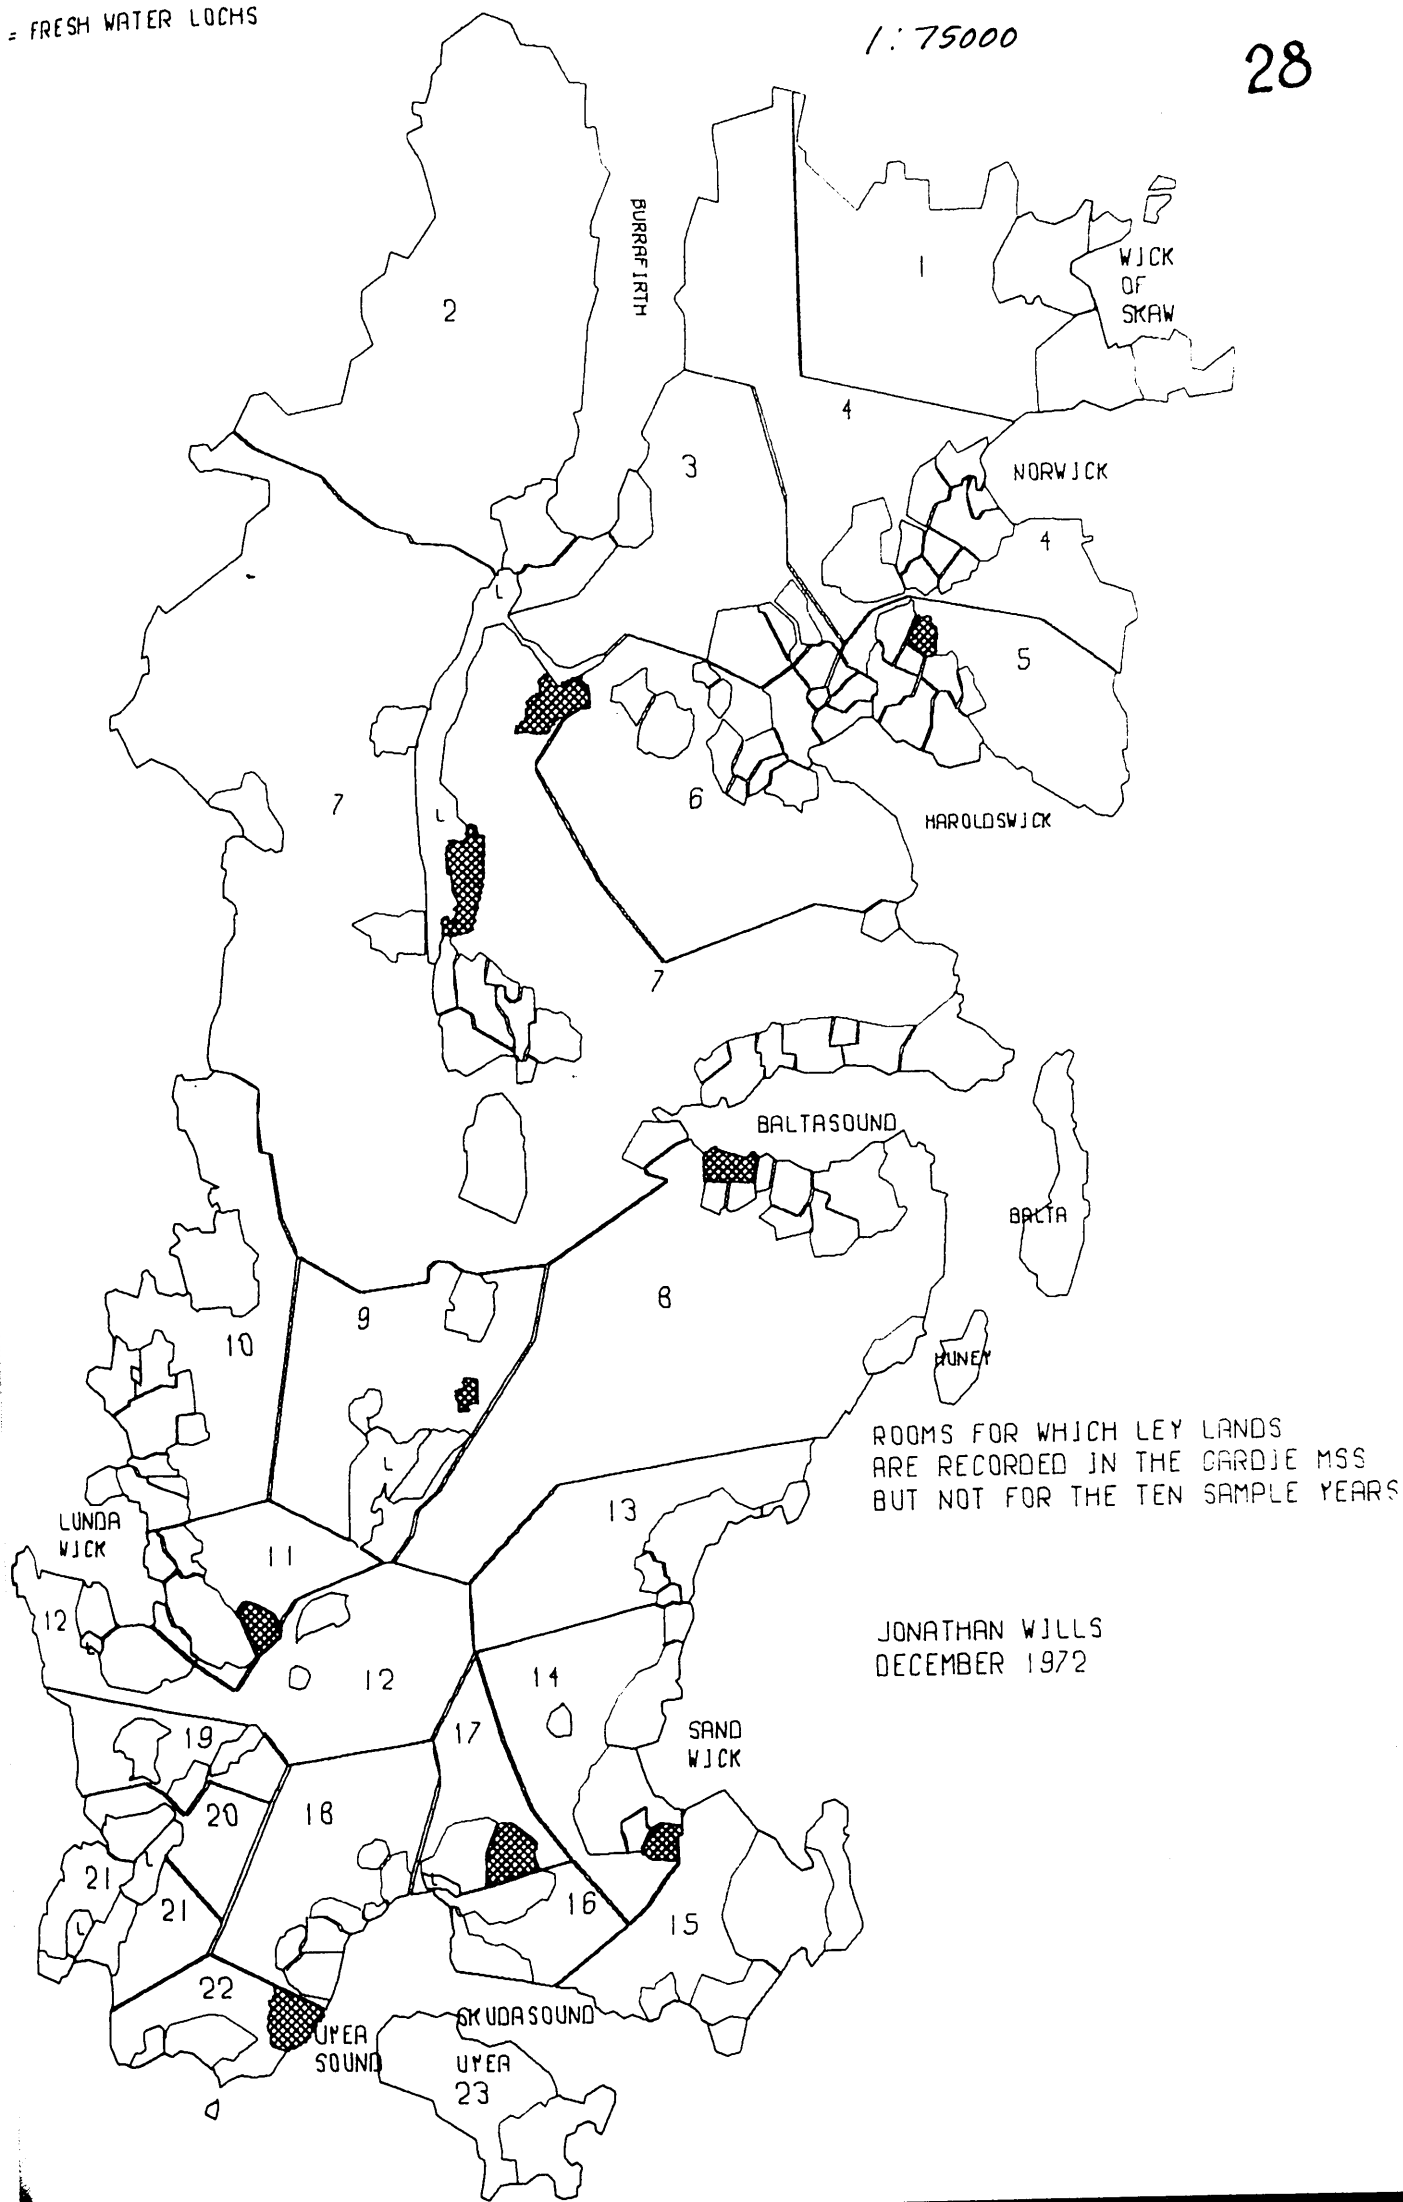 = FRESH WATER LOCHS
1:75000
28
BURRAFIRTH
WICK
OF
SKAW
1
2
3
4
NORWICK
4
5
L
6
7
L
HAROLDSWICK
7
BALTASOUND
BALTA
8
9
10
HUNEY
ROOMS FOR WHICH LEY LANDS
ARE RECORDED IN THE GARDIE MSS
BUT NOT FOR THE TEN SAMPLE YEARS
L
LUNDA
WICK
11
13
12
L
12
14
JONATHAN WILLS
DECEMBER 1972
17
19
SAND
WICK
20
18
21
L
21
L
L
16
15
22
SKUDASOUND
UYEA
SOUND
UYEA
23